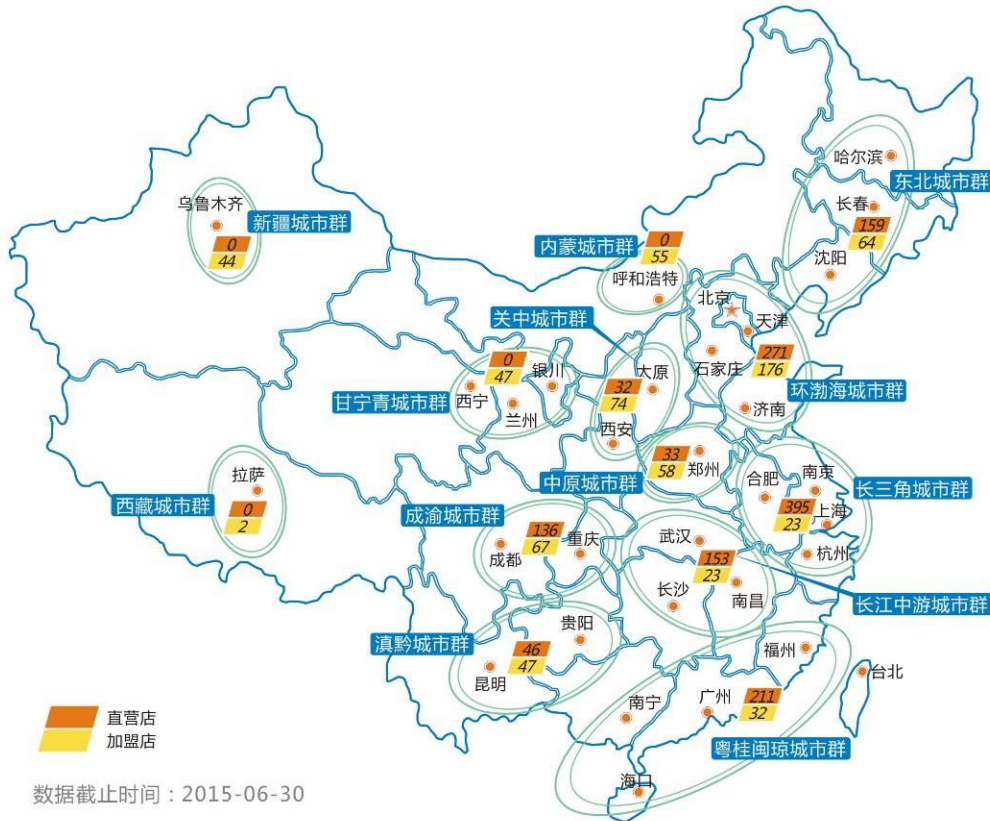 哈尔滨
东北城市群
长春
159
64
沈阳
乌鲁木齐
新疆城市群
0
44
内蒙城市群
0
55
呼和浩特
北京
天津
石家庄
271
176
环渤海城市群
济南
关中城市群
太原
32
74
西安
0
47
银川
西宁
兰州
甘宁青城市群
33
58
郑州
中原城市群
拉萨
西藏城市群
0
2
合肥
南京
长三角城市群
395
23
上海
杭州
成渝城市群
136
67
成都
重庆
武汉
153
23
长沙
南昌
长江中游城市群
滇黔城市群
贵阳
46
47
昆明
福州
台北
南宁
广州
211
32
粤桂闽琼城市群
海口
直营店
加盟店
数据截止时间：2015-06-30